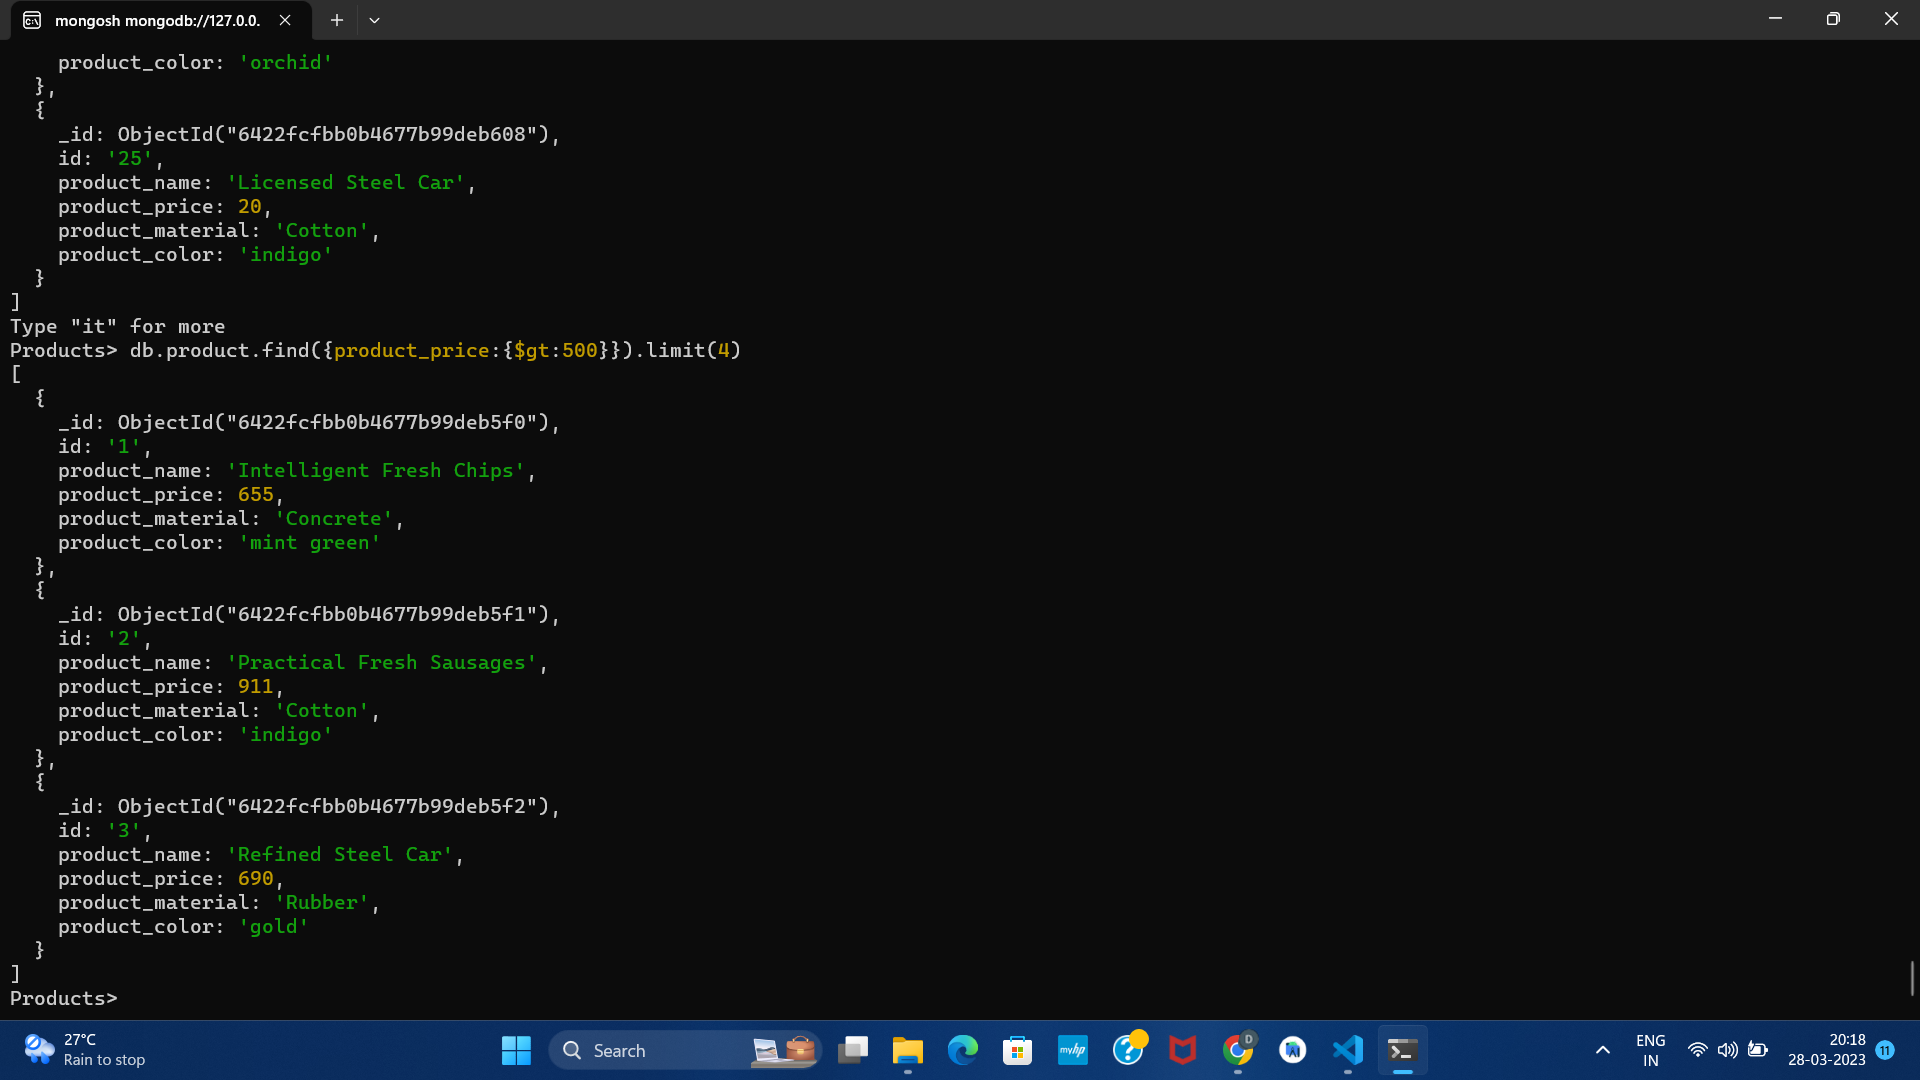 mongosh mongodb://127.0.0.
product_color: 'orchid'
},
{
_id: ObjectId("6422fcfbb0b4677b99deb608"),
id: '25',
product_name: 'Licensed Steel Car',
product_price: 20,
product_material: 'Cotton',
product_color: 'indigo'
}
]
Type "it" for more
Products> db.product.find({product_price:{$gt:500}}).limit(4)
[
{
_id: ObjectId("6422fcfbb0b4677b99deb5f0"),
id: '1',
product_name: 'Intelligent Fresh Chips',
product_price: 655,
product_material: 'Concrete',
product_color: 'mint green'
},
{
_id: ObjectId("6422fcfbb0b4677b99deb5f1"),
id: '2',
product_name: 'Practical Fresh Sausages',
product_price: 911,
product_material: 'Cotton',
product_color: 'indigo'
},
{
_id: ObjectId("6422fcfbb0b4677b99deb5f2"),
id: '3',
product_name: 'Refined Steel Car',
product_price: 690,
product_material: 'Rubber',
product_color: 'gold'
}
]
Products>
27°C
Rain to stop
Search
myhp
D
ENG
IN
20:18
28-03-2023
11